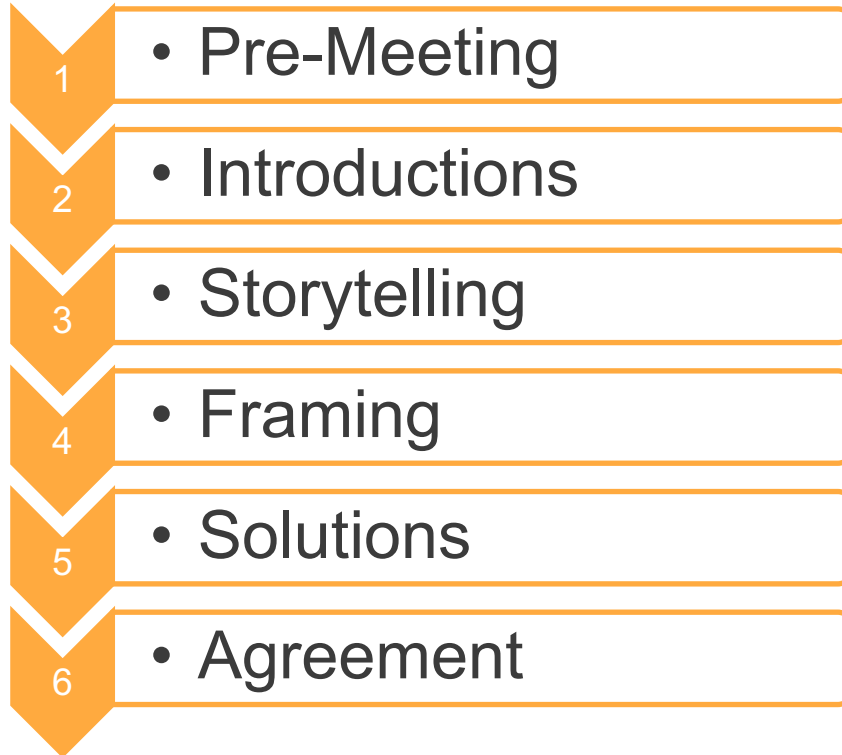 1 • Pre-Meeting
2 • Introductions
3 • Storytelling
4 • Framing
5 • Solutions
6 • Agreement